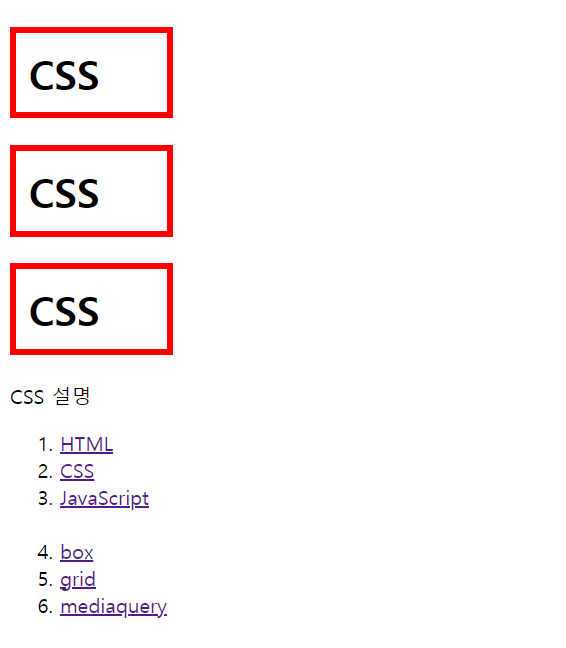 CSS
CSS
CSS
CSS 설명
1. HTML
2. CSS
3. JavaScript
4. box
5. grid
6. mediaquery